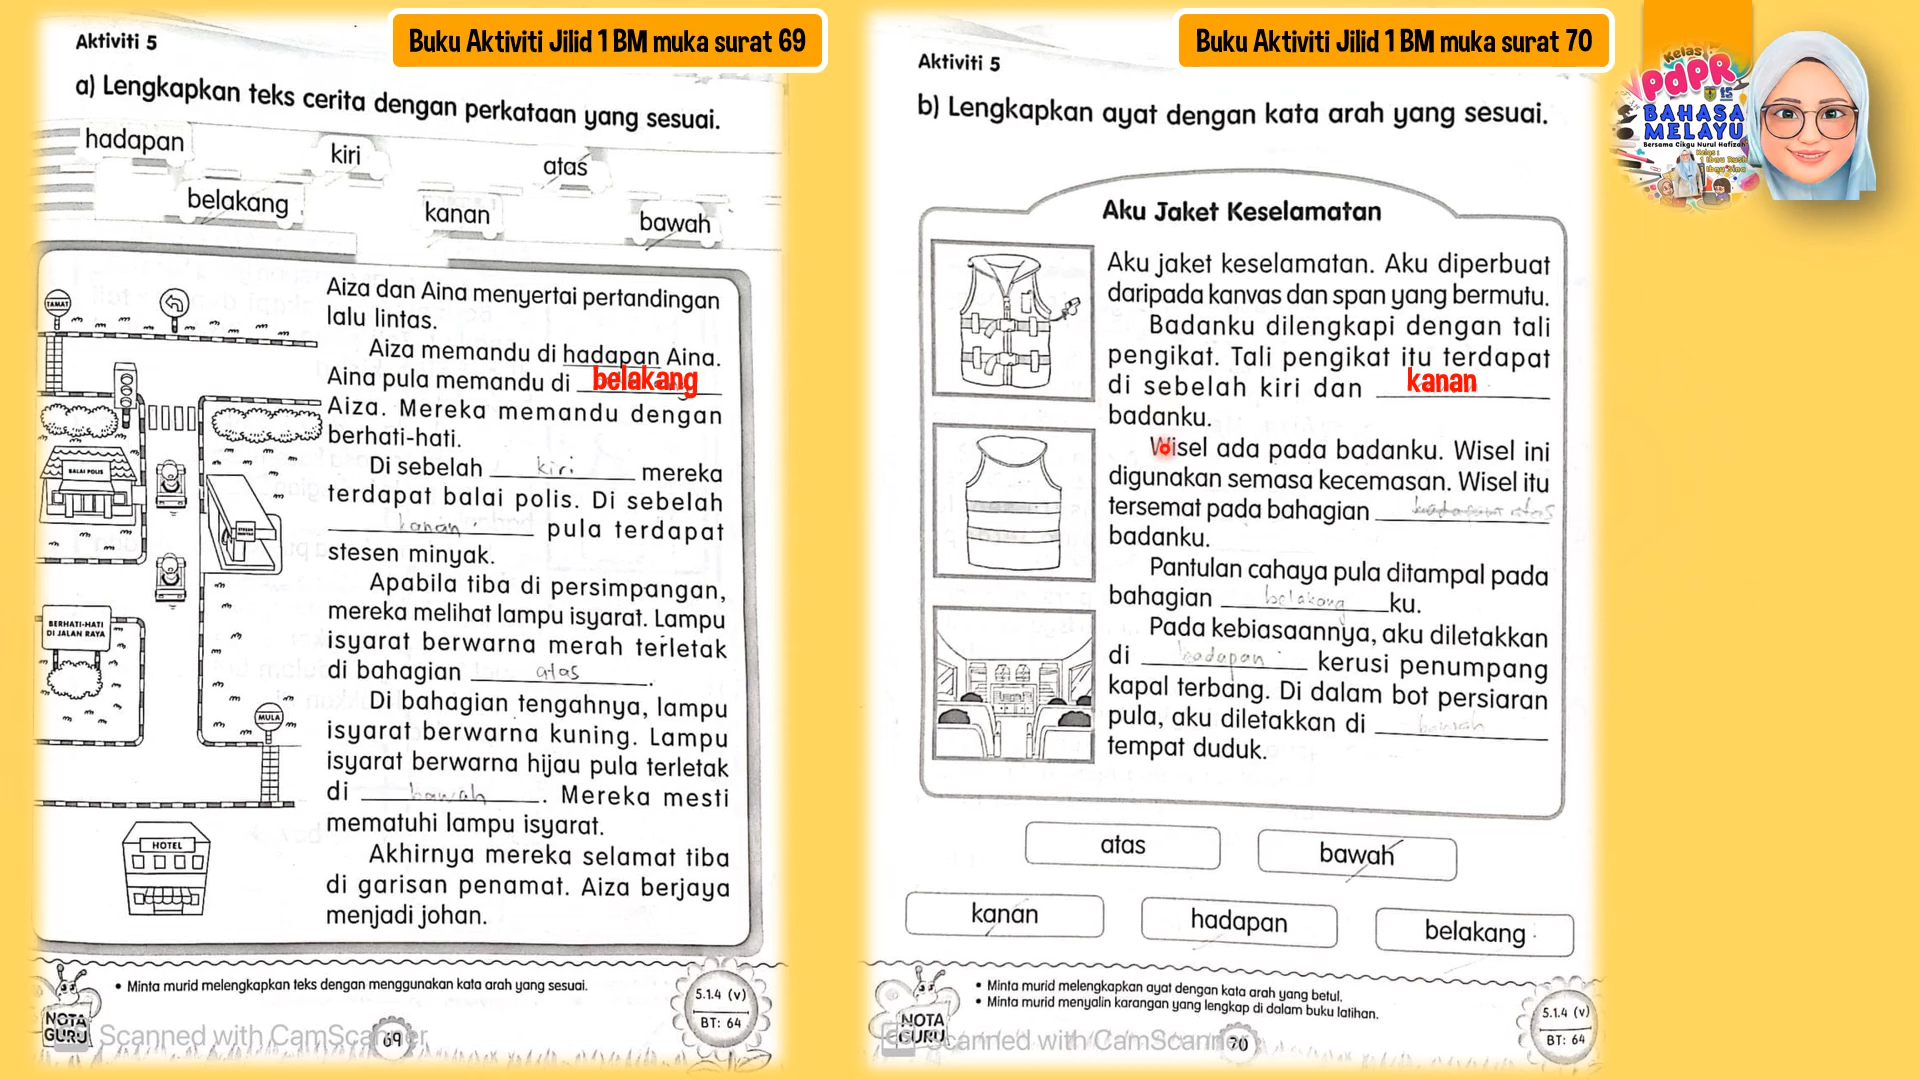 Buku Aktiviti Jilid 1 BM muka surat 69
Aktiviti 5
a) Lengkapkan teks cerita dengan perkataan yang sesuai.
hadapan
kiri
atas
belakang
kanan
bawah
TAMAT
BALAI POLIS
BERHATI-HATI
DI JALAN RAYA
MULA
HOTEL
Aiza dan Aina menyertai pertandingan
lalu lintas.
Aiza memandu di hadapan Aina.
Aina pula memandu di belakang
Aiza. Mereka memandu dengan
berhati-hati.
Di sebelah kiri mereka
terdapat balai polis. Di sebelah
kanan pula terdapat
stesen minyak.
Apabila tiba di persimpangan,
mereka melihat lampu isyarat. Lampu
isyarat berwarna merah terletak
di bahagian atas.
Di bahagian tengahnya, lampu
isyarat berwarna kuning. Lampu
isyarat berwarna hijau pula terletak
di bawah. Mereka mesti
mematuhi lampu isyarat.
Akhirnya mereka selamat tiba
di garisan penamat. Aiza berjaya
menjadi johan.
• Minta murid melengkapkan teks dengan menggunakan kata arah yang sesuai.
NOTA
GURU
5.1.4 (v)
BT: 64
Scanned with CamScanner
69
Buku Aktiviti Jilid 1 BM muka surat 70
Aktiviti 5
b) Lengkapkan ayat dengan kata arah yang sesuai.
Aku Jaket Keselamatan
Aku jaket keselamatan. Aku diperbuat
daripada kanvas dan span yang bermutu.
Badanku dilengkapi dengan tali
pengikat. Tali pengikat itu terdapat
di sebelah kiri dan kanan
badanku.
Wisel ada pada badanku. Wisel ini
digunakan semasa kecemasan. Wisel itu
tersemat pada bahagian hadapan atas
badanku.
Pantulan cahaya pula ditampal pada
bahagian belakang ku.
Pada kebiasaannya, aku diletakkan
di hadapan kerusi penumpang
kapal terbang. Di dalam bot persiaran
pula, aku diletakkan di bawah
tempat duduk.
atas
bawah
kanan
hadapan
belakang
• Minta murid melengkapkan ayat dengan kata arah yang betul.
• Minta murid menyalin karangan yang lengkap di dalam buku latihan.
NOTA
GURU
5.1.4 (v)
BT: 64
Scanned with CamScanner
70
Kelas
PdPR
BAHASA
MELAYU
Bersama Cikgu Nurul Hafizah
Kelas :
1 Ibnu Rusd
1 Ibnu Sina